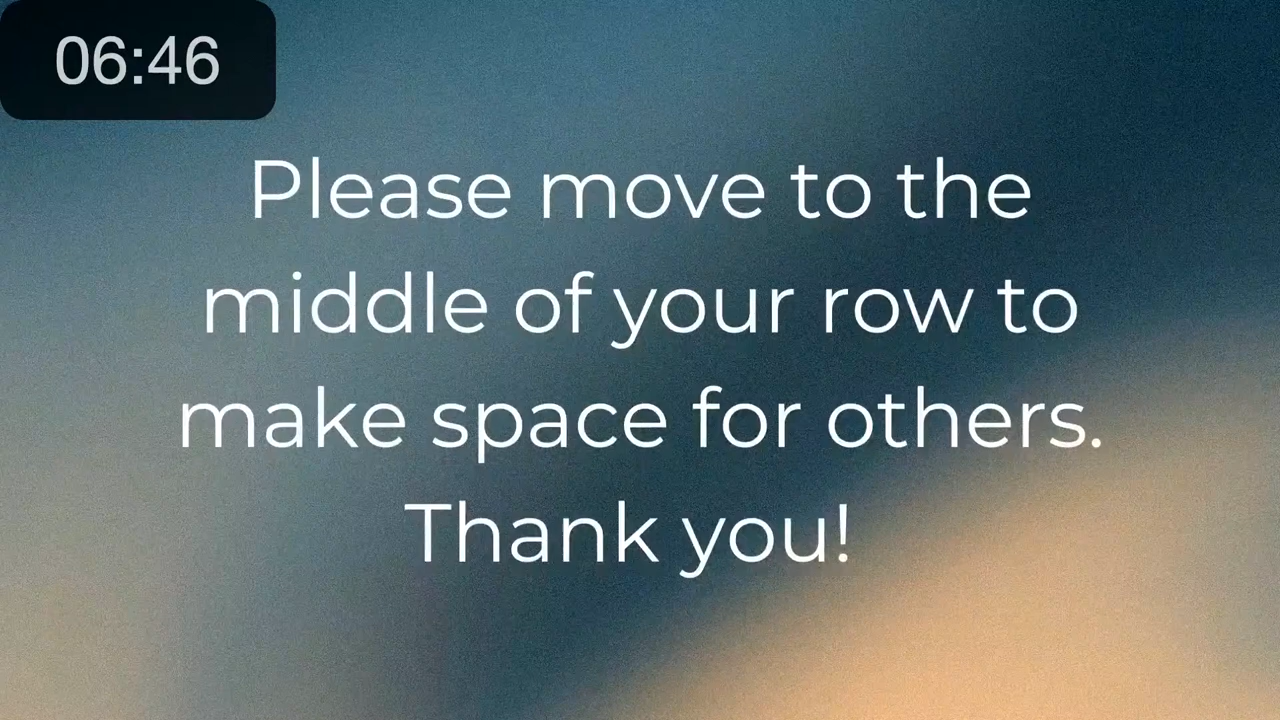 06:46
Please move to the
middle of your row to
make space for others.
Thank you!